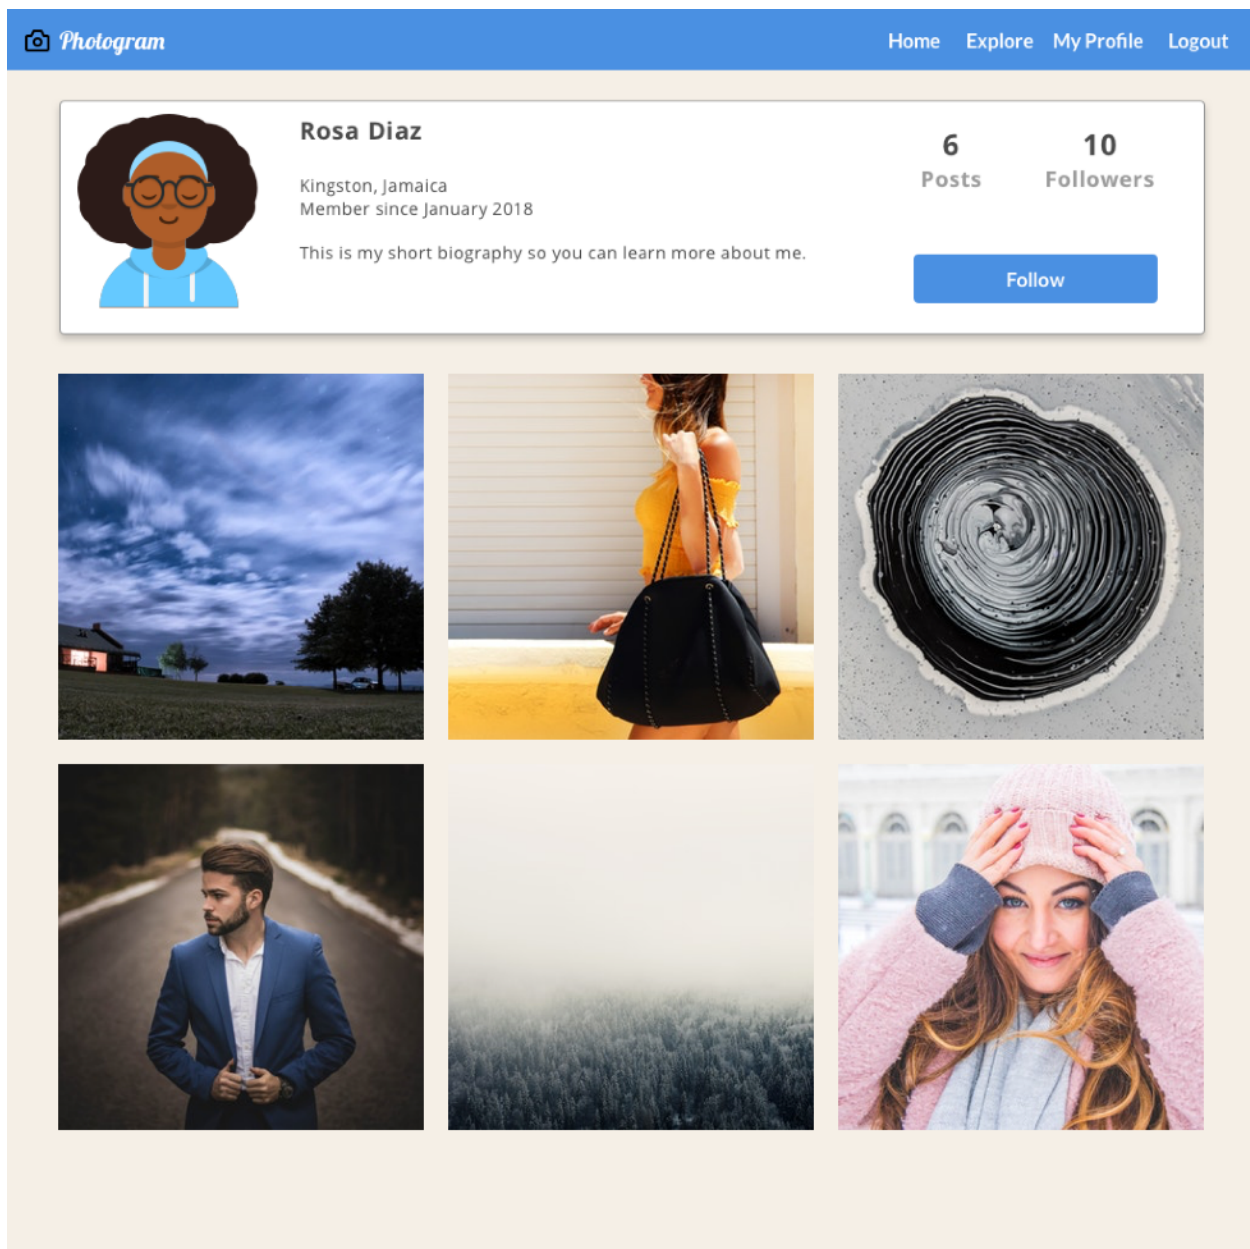 Photogram
Home Explore My Profile Logout
Rosa Diaz
Kingston, Jamaica
Member since January 2018
This is my short biography so you can learn more about me.
6
Posts
10
Followers
Follow